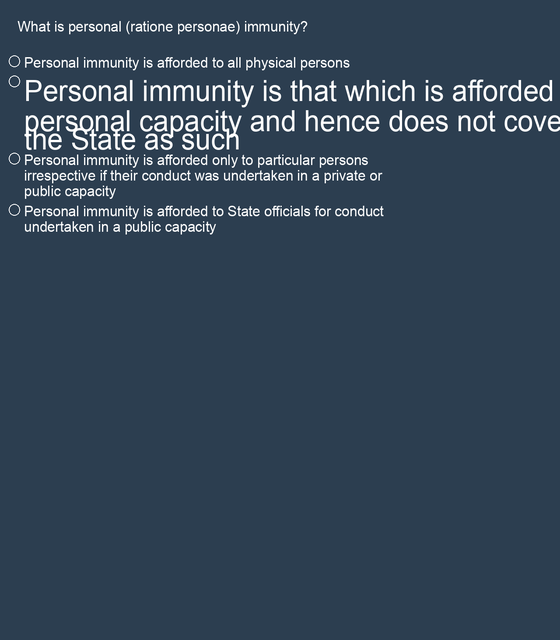 What is personal (ratione personae) immunity?
Personal immunity is afforded to all physical persons
Personal immunity is that which is afforded
personal capacity and hence does not cove
the State as such
Personal immunity is afforded only to particular persons
irrespective if their conduct was undertaken in a private or
public capacity
Personal immunity is afforded to State officials for conduct
undertaken in a public capacity